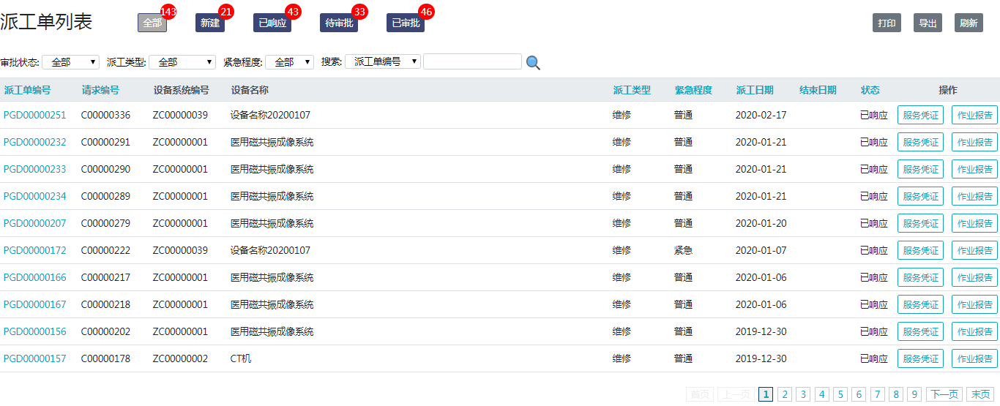 派工单列表 全部 143 新建 21 已响应 43 待审批 33 已审批 46 打印 导出 刷新
审批状态: 全部 派工类型: 全部 紧急程度: 全部 搜索: 派工单编号
派工单编号 请求编号 设备系统编号 设备名称 派工类型 紧急程度 派工日期 结束日期 状态 操作
PGD00000251 C00000336 ZC00000039 设备名称20200107 维修 普通 2020-02-17 已响应 服务凭证 作业报告
PGD00000232 C00000291 ZC00000001 医用磁共振成像系统 维修 普通 2020-01-21 已响应 服务凭证 作业报告
PGD00000233 C00000290 ZC00000001 医用磁共振成像系统 维修 普通 2020-01-21 已响应 服务凭证 作业报告
PGD00000234 C00000289 ZC00000001 医用磁共振成像系统 维修 普通 2020-01-21 已响应 服务凭证 作业报告
PGD00000207 C00000279 ZC00000001 医用磁共振成像系统 维修 普通 2020-01-20 已响应 服务凭证 作业报告
PGD00000172 C00000222 ZC00000039 设备名称20200107 维修 紧急 2020-01-07 已响应 服务凭证 作业报告
PGD00000166 C00000217 ZC00000001 医用磁共振成像系统 维修 普通 2020-01-06 已响应 服务凭证 作业报告
PGD00000167 C00000218 ZC00000001 医用磁共振成像系统 维修 普通 2020-01-06 已响应 服务凭证 作业报告
PGD00000156 C00000202 ZC00000001 医用磁共振成像系统 维修 普通 2019-12-30 已响应 服务凭证 作业报告
PGD00000157 C00000178 ZC00000002 CT机 维修 普通 2019-12-30 已响应 服务凭证 作业报告
首页 上一页 1 2 3 4 5 6 7 8 9 下一页 末页